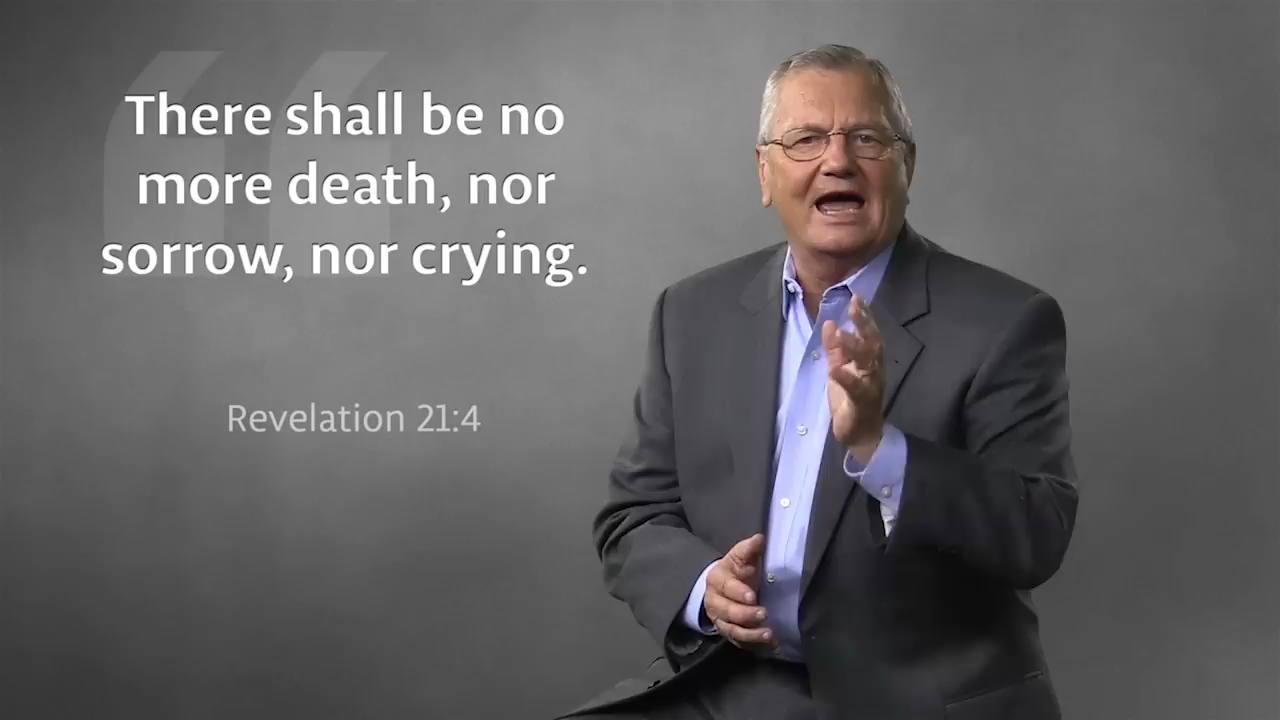 There shall be no
more death, nor
sorrow, nor crying.
Revelation 21:4